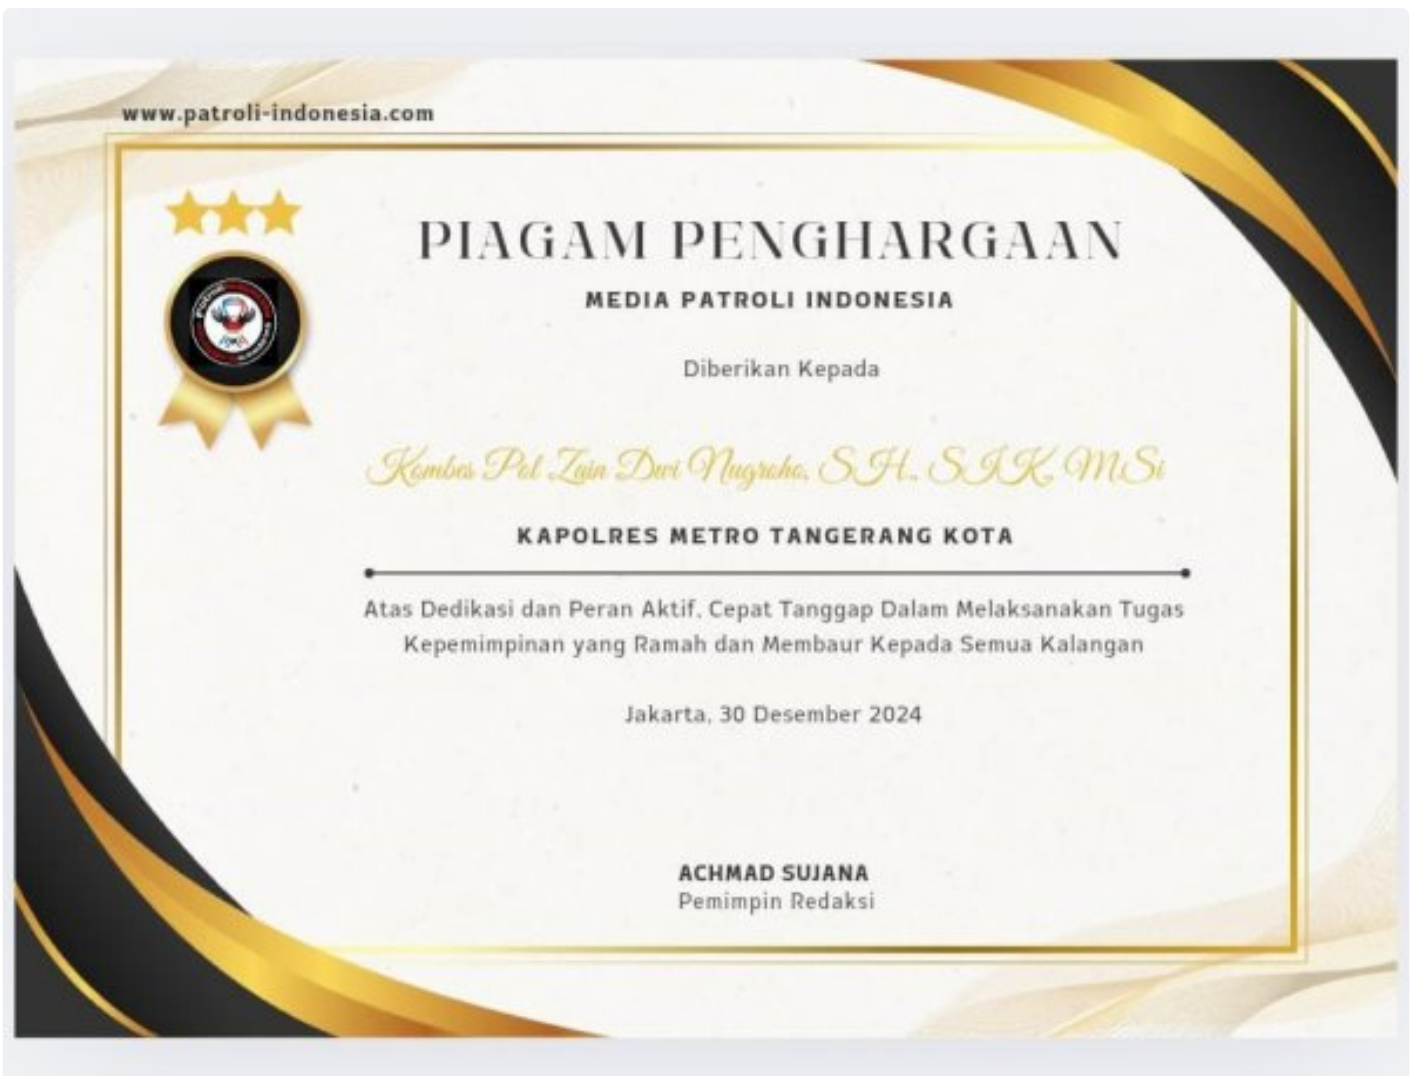 www.patroli-indonesia.com
PIAGAM PENGHARGAAN
MEDIA PATROLI INDONESIA
Diberikan Kepada
Kombes Pol Zain Dwi Nugroho, S.H., S.I.K, M.Si
KAPOLRES METRO TANGERANG KOTA
Atas Dedikasi dan Peran Aktif, Cepat Tanggap Dalam Melaksanakan Tugas
Kepemimpinan yang Ramah dan Membaur Kepada Semua Kalangan
Jakarta, 30 Desember 2024
ACHMAD SUJANA
Pemimpin Redaksi